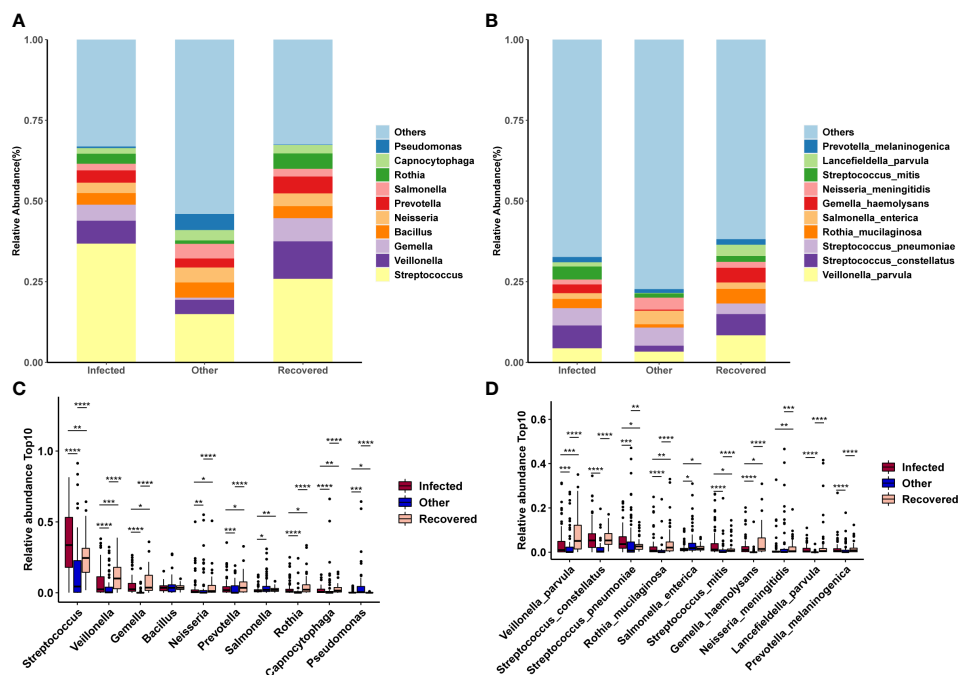 A
1.00
0.75
0.50
0.25
0.00
Relative Abundance(%)
Infected
Other
Recovered
Others
Pseudomonas
Capnocytophaga
Rothia
Salmonella
Prevotella
Neisseria
Bacillus
Gemella
Veillonella
Streptococcus
B
1.00
0.75
0.50
0.25
0.00
Relative Abundance(%)
Infected
Other
Recovered
Others
Prevotella_melaninogenica
Lancefieldella_parvula
Streptococcus_mitis
Neisseria_meningitidis
Gemella_haemolysans
Salmonella_enterica
Rothia_mucilaginosa
Streptococcus_pneumoniae
Streptococcus_constellatus
Veillonella_parvula
C
Relative abundance Top10
1.0
0.5
0.0
****
**
****
****
***
****
****
*
****
**
*
****
***
*
****
*
**
****
*
****
****
**
****
***
*
****
Streptococcus
Veillonella
Gemella
Bacillus
Neisseria
Prevotella
Salmonella
Rothia
Capnocytophaga
Pseudomonas
Infected
Other
Recovered
D
Relative abundance Top10
0.6
0.4
0.2
0.0
***
***
****
****
****
***
*
**
****
**
****
*
*
****
*
****
****
*
****
**
***
****
****
****
****
Veillonella_parvula
Streptococcus_constellatus
Streptococcus_pneumoniae
Rothia_mucilaginosa
Salmonella_enterica
Streptococcus_mitis
Gemella_haemolysans
Neisseria_meningitidis
Lancefieldella_parvula
Prevotella_melaninogenica
Infected
Other
Recovered